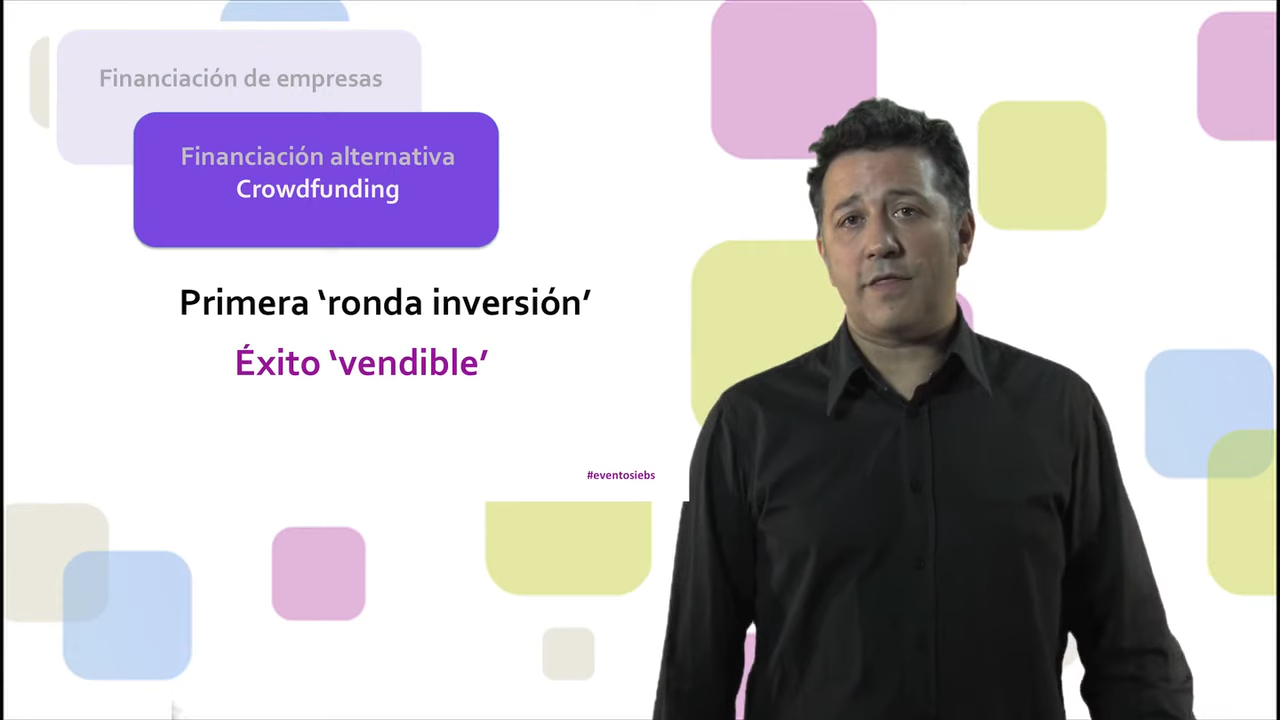 Financiación de empresas
Financiación alternativa
Crowdfunding
Primera ‘ronda inversión’
Éxito ‘vendible’
#eventosiebs